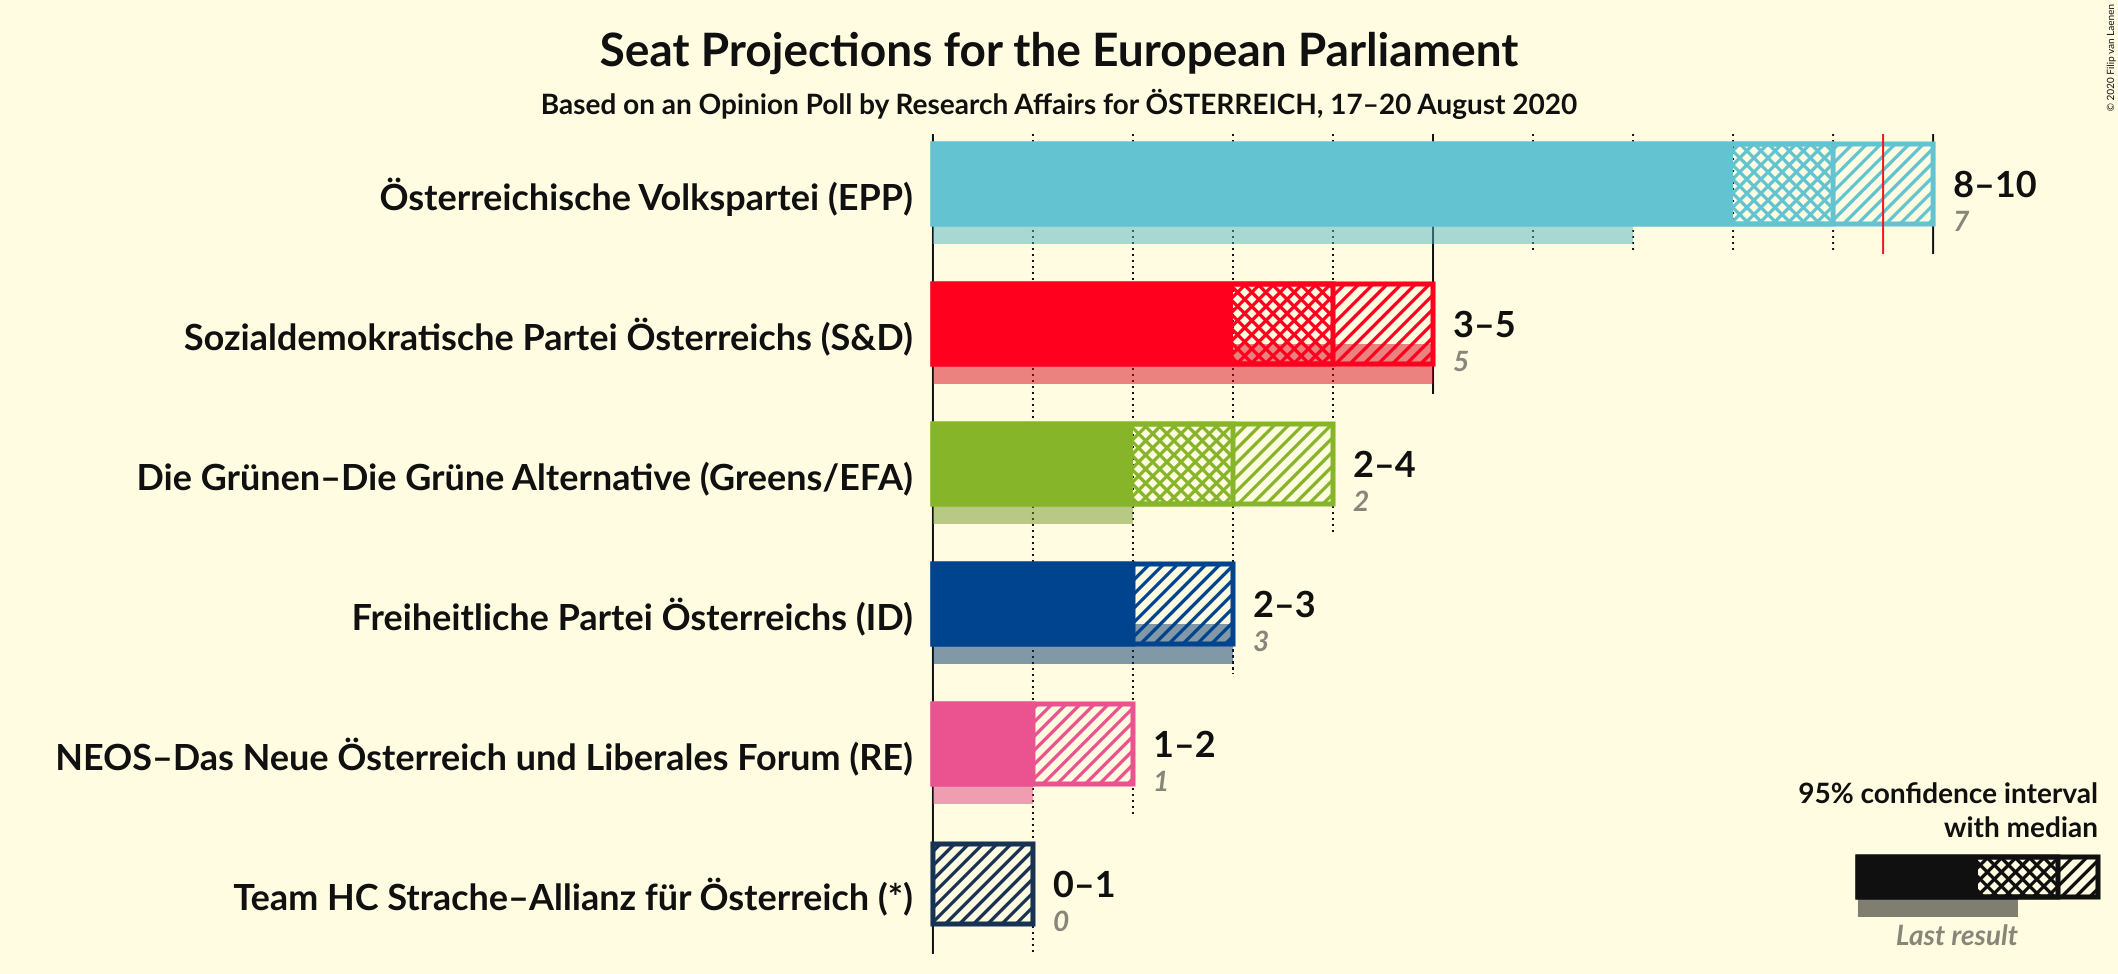 Seat Projections for the European Parliament
Based on an Opinion Poll by Research Affairs for ÖSTERREICH, 17–20 August 2020
© 2020 Filip van Laenen
Österreichische Volkspartei (EPP)
8–10
7
Sozialdemokratische Partei Österreichs (S&D)
3–5
5
Die Grünen–Die Grüne Alternative (Greens/EFA)
2–4
2
Freiheitliche Partei Österreichs (ID)
2–3
3
NEOS–Das Neue Österreich und Liberales Forum (RE)
1–2
1
Team HC Strache–Allianz für Österreich (*)
0–1
0
95% confidence interval
with median
Last result